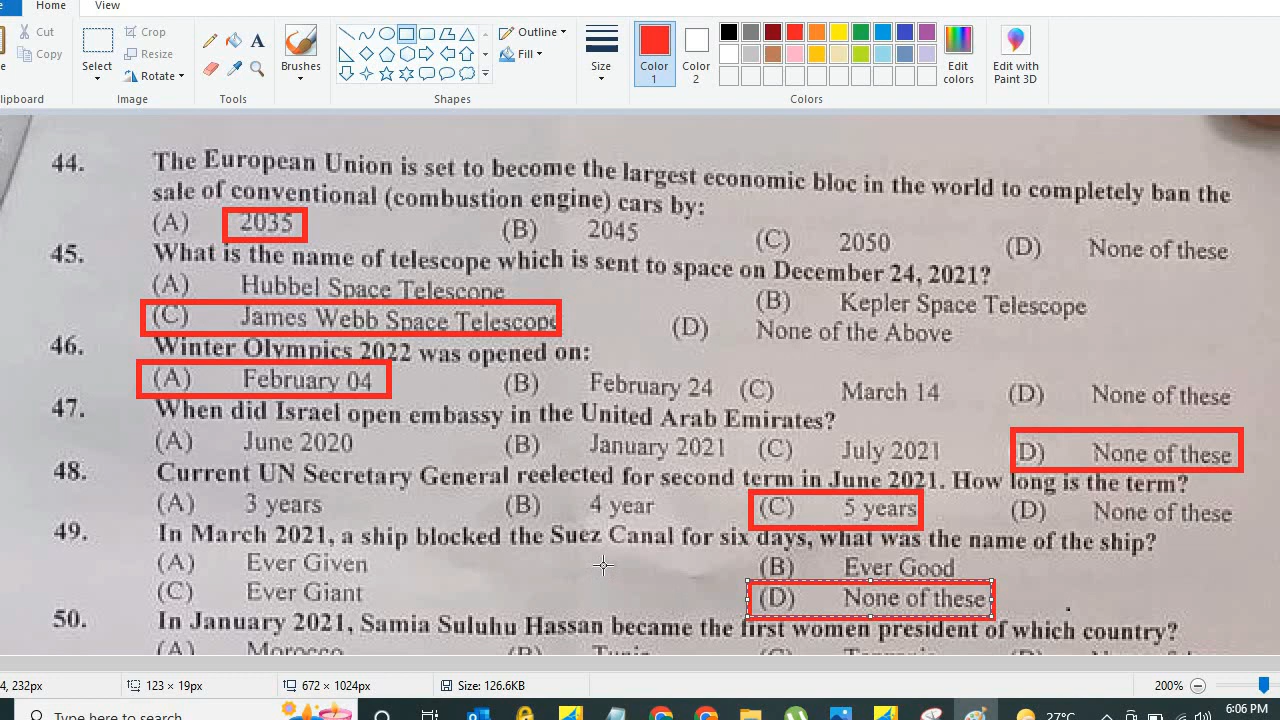 Home View
Cut
Copy
lipboard
Select
Crop
Resize
Rotate
Image
Tools
Brushes
Shapes
Outline
Fill
Size
Color 1
Color 2
Colors
Edit colors
Edit with Paint 3D
44. The European Union is set to become the largest economic bloc in the world to completely ban the
sale of conventional (combustion engine) cars by:
(A) 2035 (B) 2045 (C) 2050 (D) None of these
45. What is the name of telescope which is sent to space on December 24, 2021?
(A) Hubbel Space Telescope (B) Kepler Space Telescope
(C) James Webb Space Telescope (D) None of the Above
46. Winter Olympics 2022 was opened on:
(A) February 04 (B) February 24 (C) March 14 (D) None of these
47. When did Israel open embassy in the United Arab Emirates?
(A) June 2020 (B) January 2021 (C) July 2021 D) None of these
48. Current UN Secretary General reelected for second term in June 2021. How long is the term?
(A) 3 years (B) 4 year (C) 5 years (D) None of these
49. In March 2021, a ship blocked the Suez Canal for six days, what was the name of the ship?
(A) Ever Given (B) Ever Good
(C) Ever Giant (D) None of these
50. In January 2021, Samia Suluhu Hassan became the first women president of which country?
(A) Morocco (B) (C) (D)
4, 232px 123 × 19px 672 × 1024px Size: 126.6KB 200%
Type here to search 27°C 6:06 PM